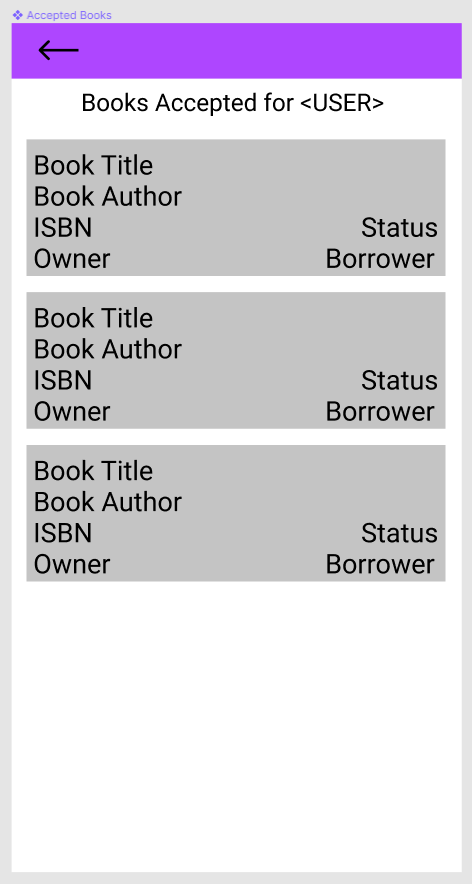 Accepted Books
Books Accepted for <USER>
Book Title
Book Author
ISBN Status
Owner Borrower
Book Title
Book Author
ISBN Status
Owner Borrower
Book Title
Book Author
ISBN Status
Owner Borrower